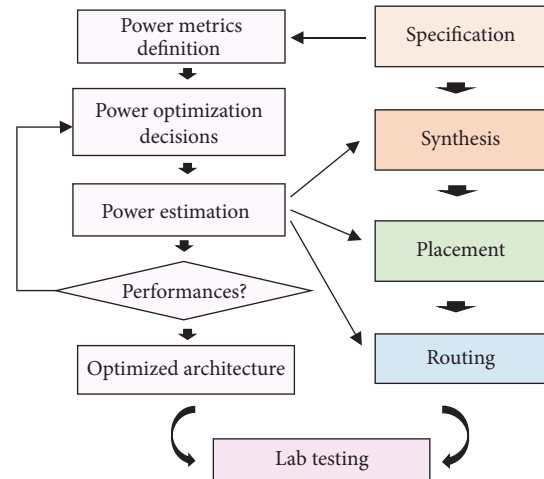 Power metrics
definition
Specification
Power optimization
decisions
Synthesis
Power estimation
Placement
Performances?
Optimized architecture
Routing
Lab testing